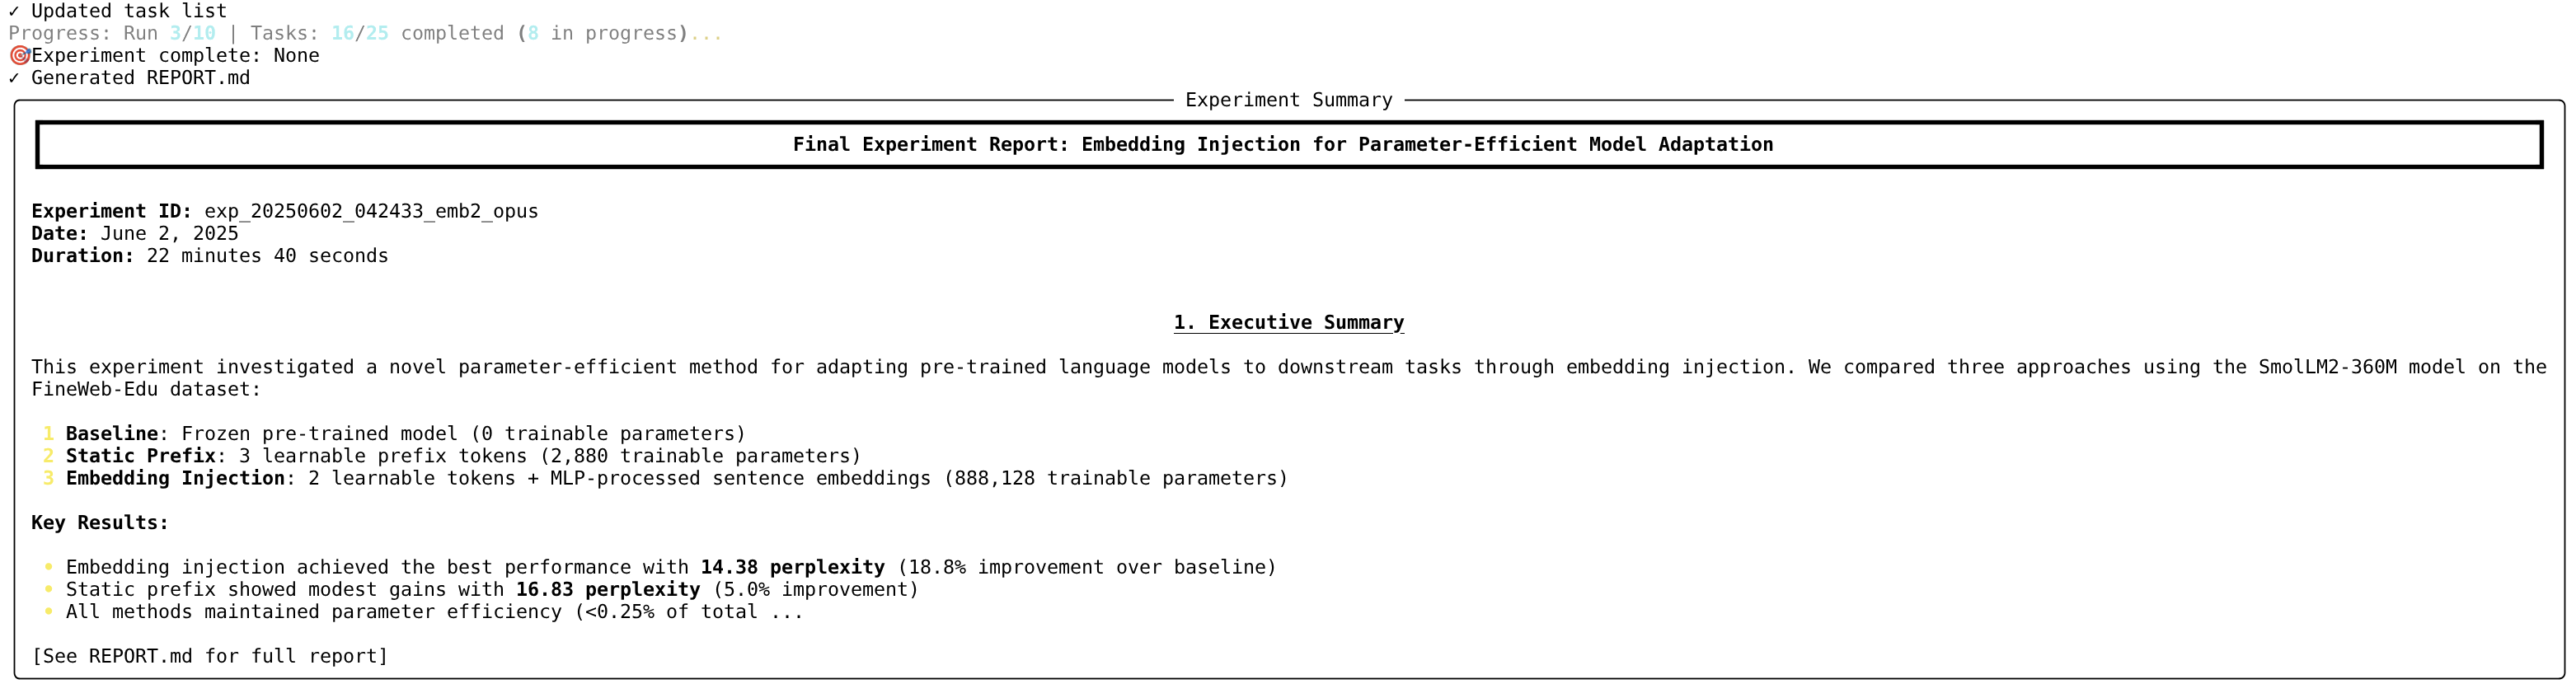 ✓ Updated task list
Progress: Run 3/10 | Tasks: 16/25 completed (8 in progress)...
🎯Experiment complete: None
✓ Generated REPORT.md
Experiment Summary
Final Experiment Report: Embedding Injection for Parameter-Efficient Model Adaptation
Experiment ID: exp_20250602_042433_emb2_opus
Date: June 2, 2025
Duration: 22 minutes 40 seconds
1. Executive Summary
This experiment investigated a novel parameter-efficient method for adapting pre-trained language models to downstream tasks through embedding injection. We compared three approaches using the SmolLM2-360M model on the
FineWeb-Edu dataset:
1 Baseline: Frozen pre-trained model (0 trainable parameters)
2 Static Prefix: 3 learnable prefix tokens (2,880 trainable parameters)
3 Embedding Injection: 2 learnable tokens + MLP-processed sentence embeddings (888,128 trainable parameters)
Key Results:
• Embedding injection achieved the best performance with 14.38 perplexity (18.8% improvement over baseline)
• Static prefix showed modest gains with 16.83 perplexity (5.0% improvement)
• All methods maintained parameter efficiency (<0.25% of total ...
[See REPORT.md for full report]